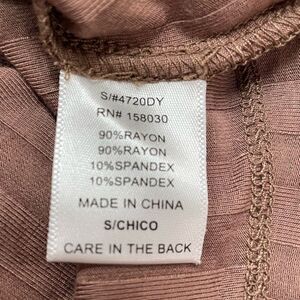 S/#4720DY
RN# 158030
90%RAYON
90%RAYON
10%SPANDEX
10%SPANDEX
MADE IN CHINA
S/CHICO
CARE IN THE BACK